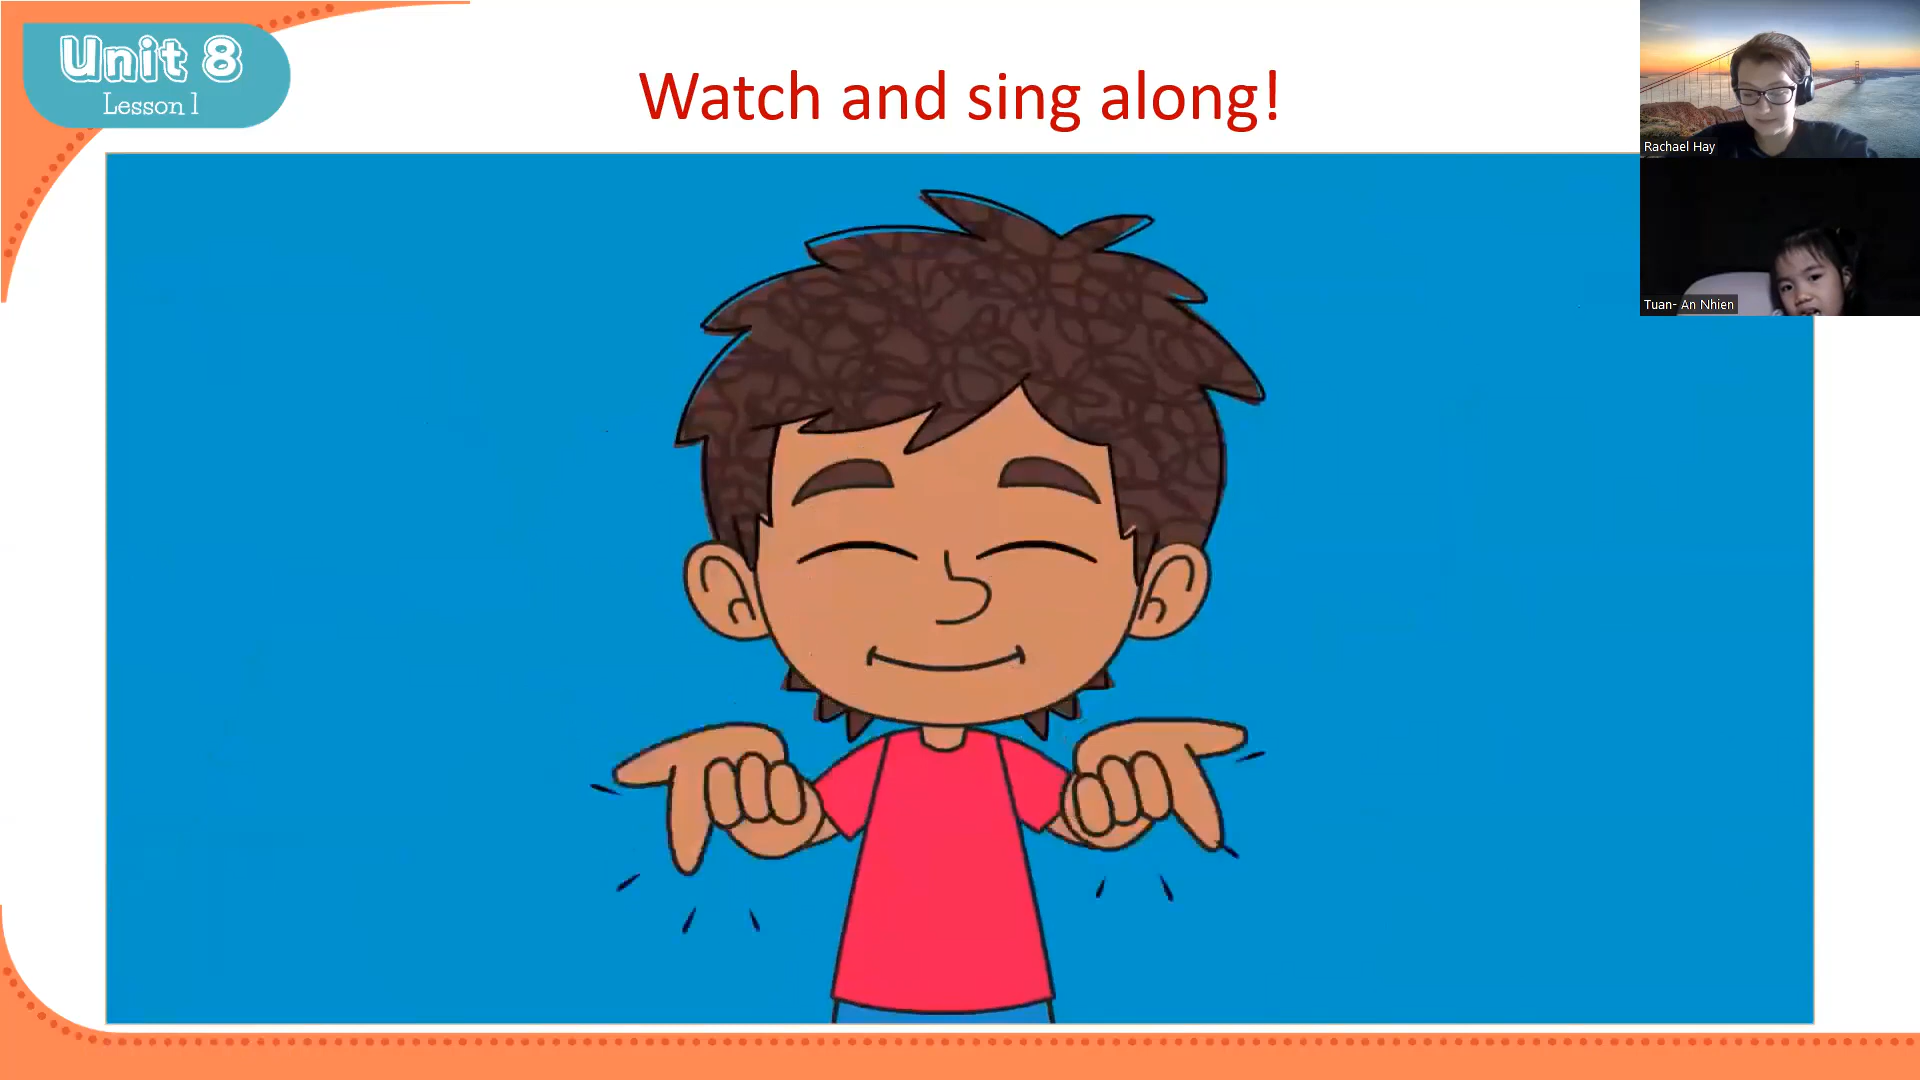 Unit 8
Lesson 1
Watch and sing along!
Rachael Hay
Tuan- An Nhien